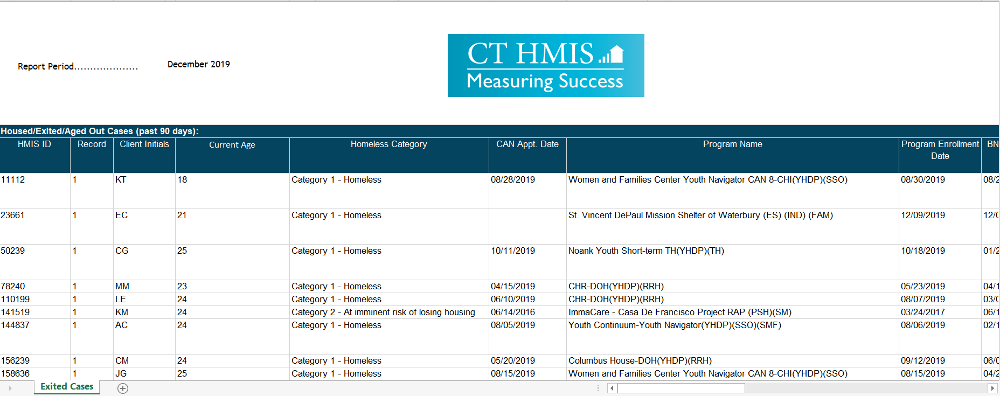 Report Period....................
December 2019
CT HMIS
Measuring Success
Housed/Exited/Aged Out Cases (past 90 days):
HMIS ID Record Client Initials Current Age Homeless Category CAN Appt. Date Program Name Program Enrollment Date BN
11112 1 KT 18 Category 1 - Homeless 08/28/2019 Women and Families Center Youth Navigator CAN 8-CHI(YHDP)(SSO) 08/30/2019 08/2
23661 1 EC 21 Category 1 - Homeless St. Vincent DePaul Mission Shelter of Waterbury (ES) (IND) (FAM) 12/09/2019 12/0
50239 1 CG 25 Category 1 - Homeless 10/11/2019 Noank Youth Short-term TH(YHDP)(TH) 10/18/2019 01/2
78240 1 MM 23 Category 1 - Homeless 04/15/2019 CHR-DOH(YHDP)(RRH) 05/23/2019 04/1
110199 1 LE 24 Category 1 - Homeless 06/10/2019 CHR-DOH(YHDP)(RRH) 08/07/2019 03/0
141519 1 KM 24 Category 2 - At imminent risk of losing housing 06/14/2016 ImmaCare - Casa De Francisco Project RAP (PSH)(SM) 03/24/2017 06/1
144837 1 AC 24 Category 1 - Homeless 08/05/2019 Youth Continuum-Youth Navigator(YHDP)(SSO)(SMF) 08/06/2019 02/1
156239 1 CM 24 Category 1 - Homeless 05/20/2019 Columbus House-DOH(YHDP)(RRH) 09/12/2019 06/0
158636 1 JG 25 Category 1 - Homeless 08/15/2019 Women and Families Center Youth Navigator CAN 8-CHI(YHDP)(SSO) 08/15/2019 04/2
Exited Cases